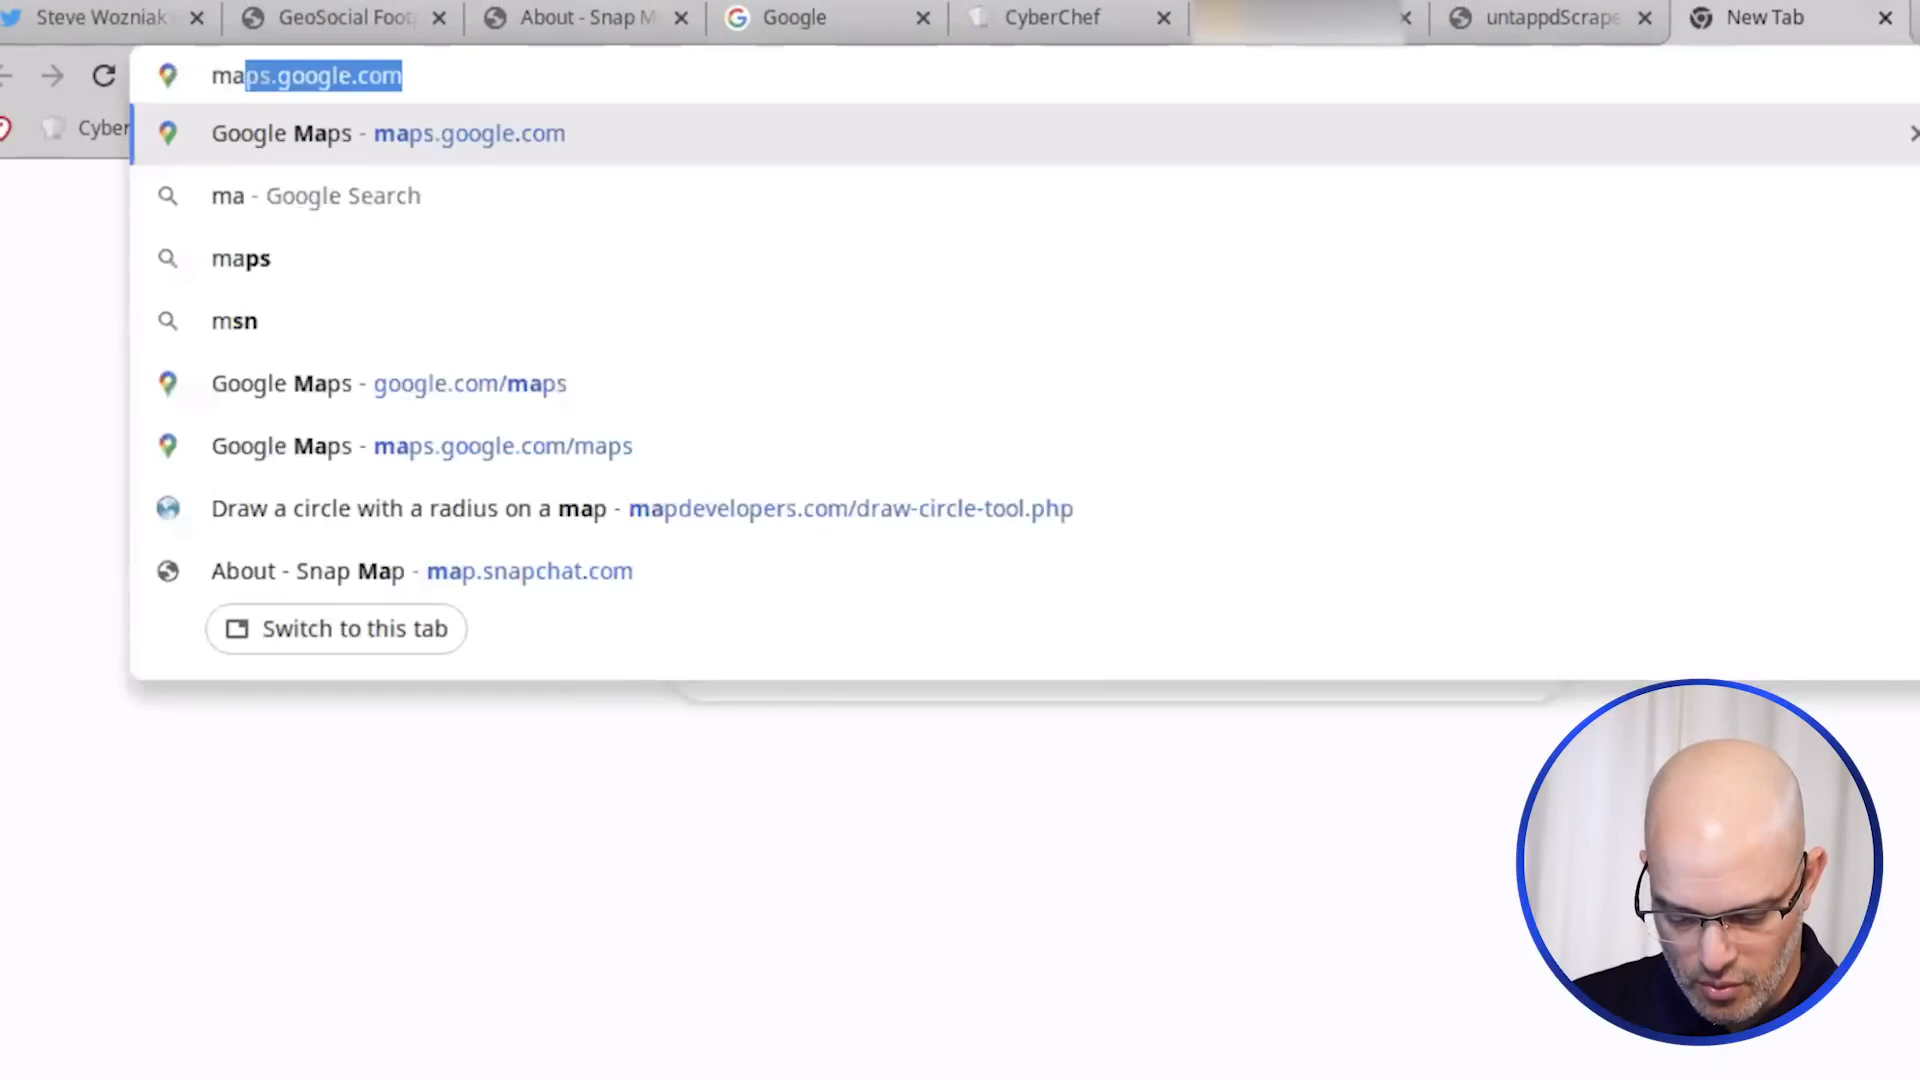 Steve Wozniak
GeoSocial Foot
About - Snap M
Google
CyberChef
untappdScrape
New Tab
maps.google.com
Cyber
Google Maps - maps.google.com
ma - Google Search
maps
msn
Google Maps - google.com/maps
Google Maps - maps.google.com/maps
Draw a circle with a radius on a map - mapdevelopers.com/draw-circle-tool.php
About - Snap Map - map.snapchat.com
Switch to this tab